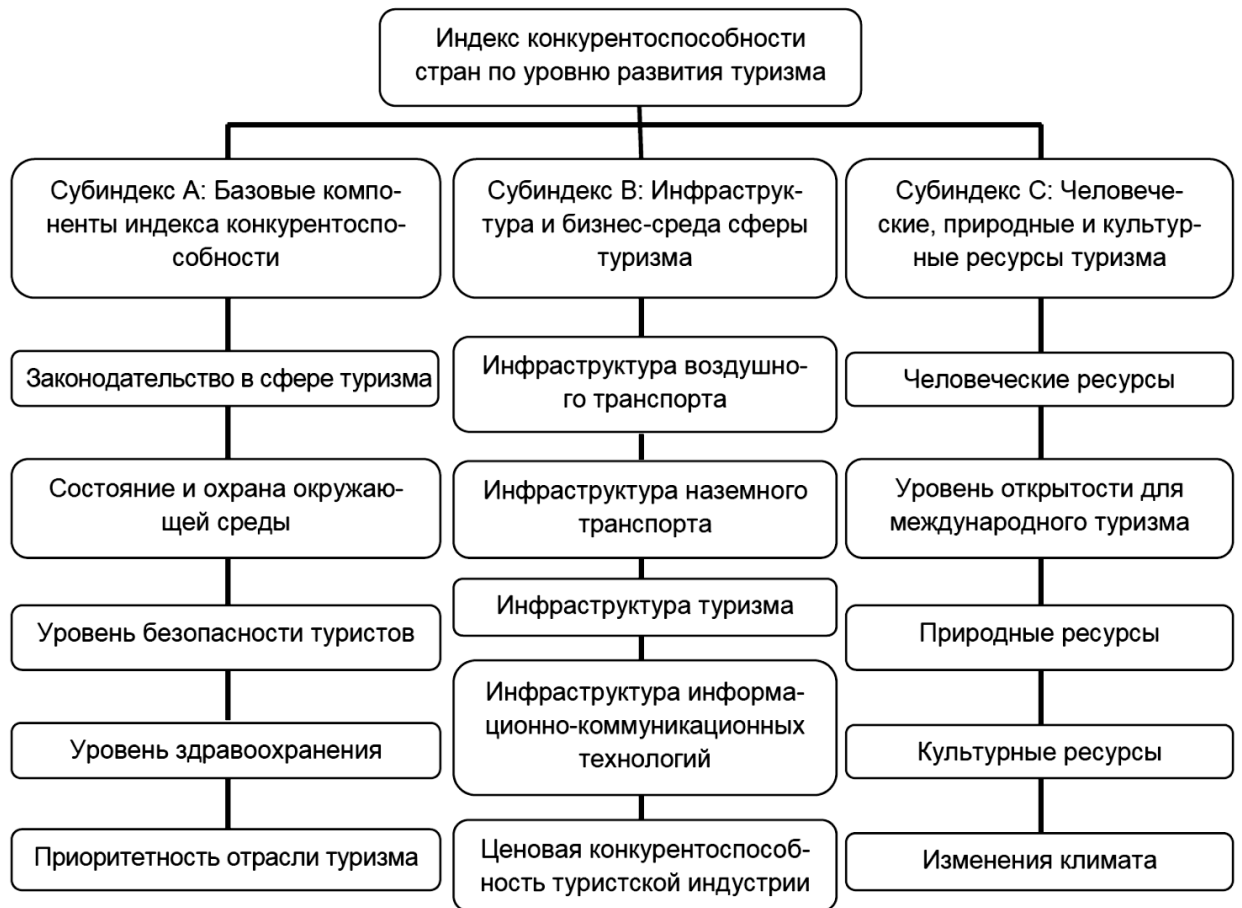 Индекс конкурентоспособности
стран по уровню развития туризма
Субиндекс А: Базовые компо-
ненты индекса конкурентоспо-
собности
Законодательство в сфере туризма
Состояние и охрана окружаю-
щей среды
Уровень безопасности туристов
Уровень здравоохранения
Приоритетность отрасли туризма
Субиндекс В: Инфраструк-
тура и бизнес-среда сферы
туризма
Инфраструктура воздушно-
го транспорта
Инфраструктура наземного
транспорта
Инфраструктура туризма
Инфраструктура информа-
ционно-коммуникационных
технологий
Ценовая конкурентоспособ-
ность туристской индустрии
Субиндекс С: Человече-
ские, природные и культур-
ные ресурсы туризма
Человеческие ресурсы
Уровень открытости для
международного туризма
Природные ресурсы
Культурные ресурсы
Изменения климата